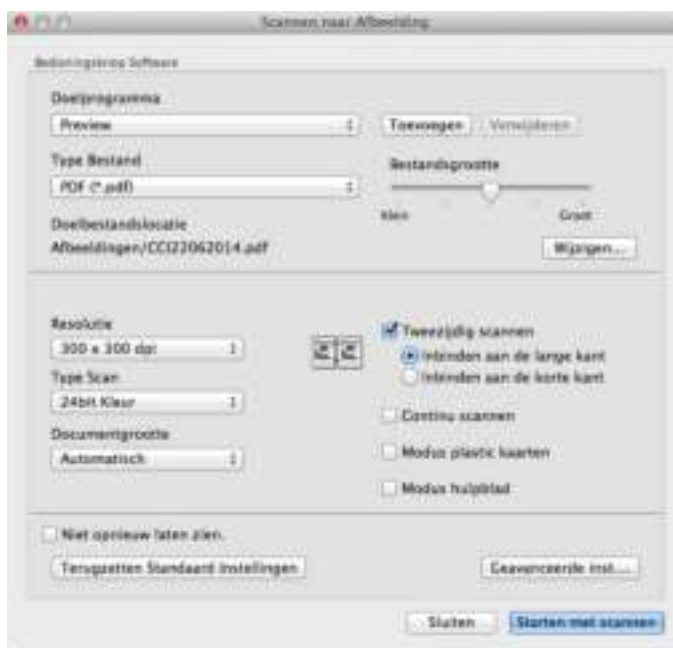 Scannen naar Afbeelding
Bedieningsknop Software
Doelprogramma
Preview
Toevoegen
Verwijderen
Type Bestand
PDF (*.pdf)
Bestandsgrootte
Klein
Groot
Doelbestandslocatie
Afbeeldingen/CCI22062014.pdf
Wijzigen...
Resolutie
300 x 300 dpi
Type Scan
24bit Kleur
Documentgrootte
Automatisch
Tweezijdig scannen
Inbinden aan de lange kant
Inbinden aan de korte kant
Continu scannen
Modus plastic kaarten
Modus hulpblad
Niet opnieuw laten zien.
Terugzetten Standaard Instellingen
Geavanceerde inst....
Sluiten
Starten met scannen